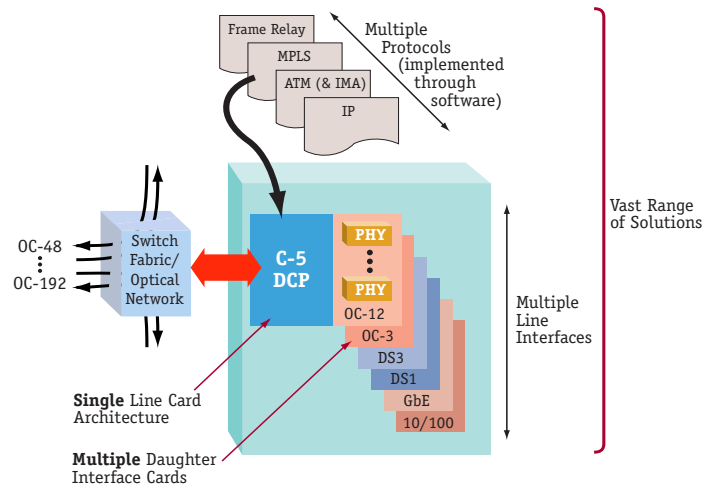 Frame Relay
MPLS
ATM (& IMA)
IP
Multiple
Protocols
(implemented
through
software)
Vast Range
of Solutions
OC-48
OC-192
Switch
Fabric/
Optical
Network
C-5
DCP
PHY
PHY
OC-12
OC-3
DS3
DS1
GbE
10/100
Multiple
Line
Interfaces
Single Line Card
Architecture
Multiple Daughter
Interface Cards